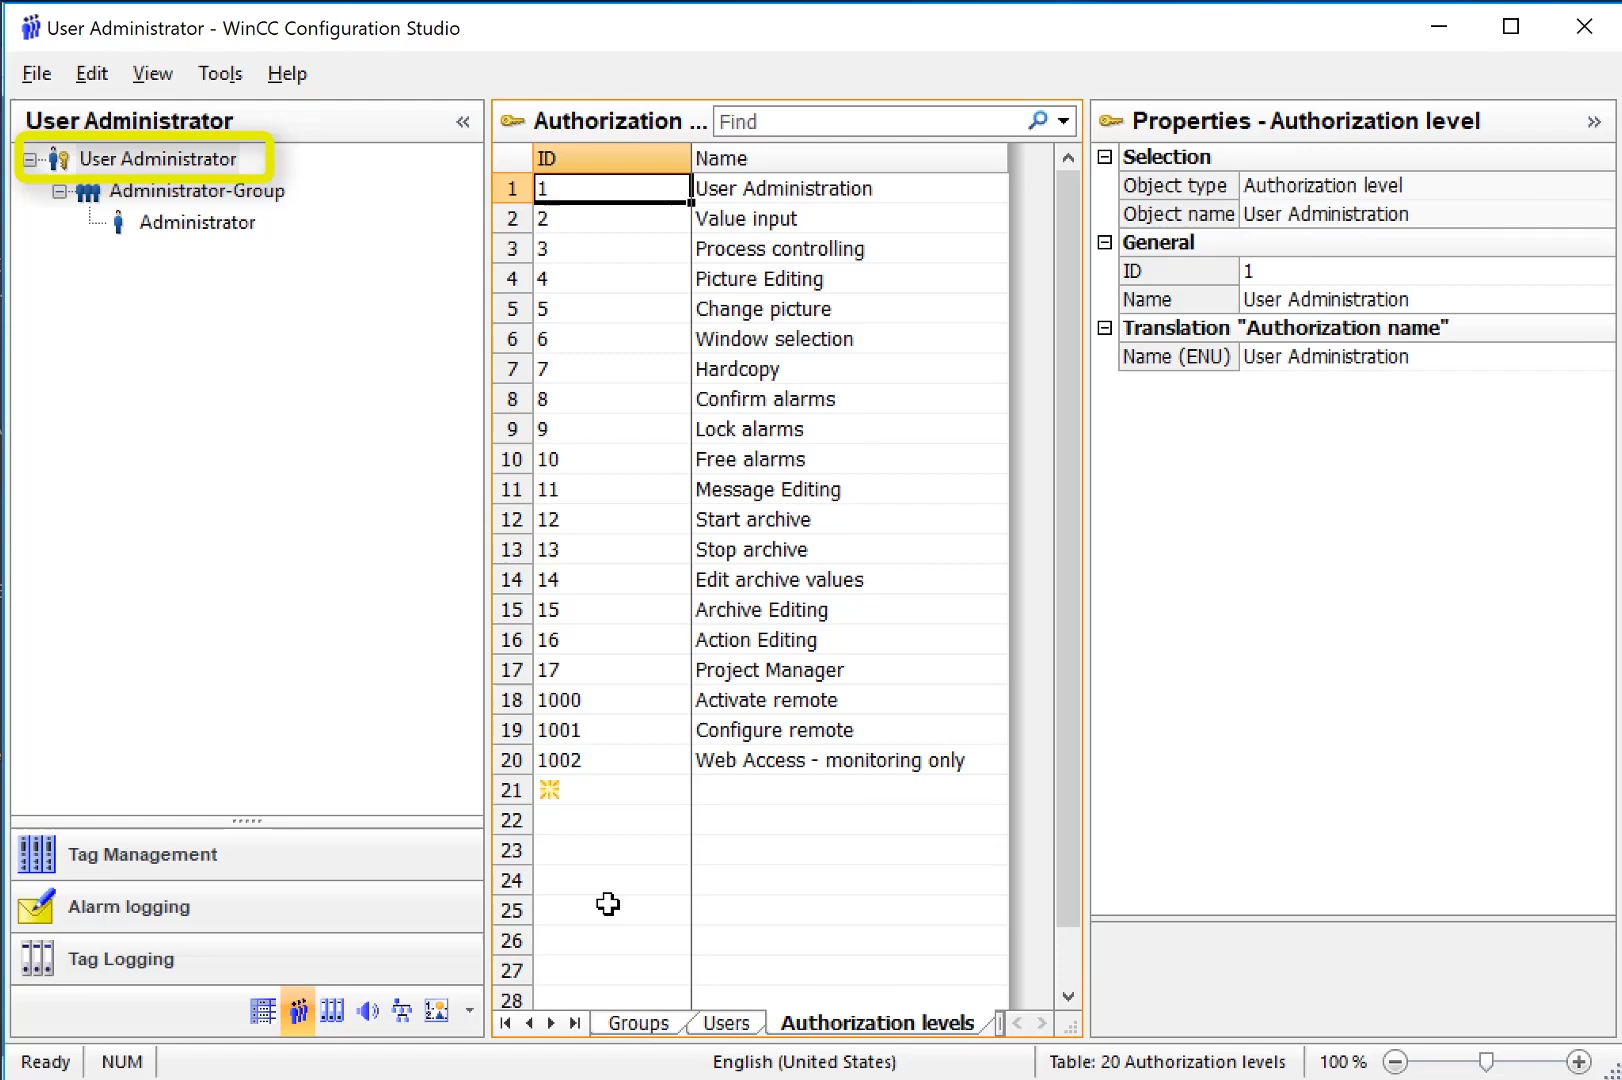 User Administrator - WinCC Configuration Studio
File Edit View Tools Help
User Administrator «
User Administrator
Administrator-Group
Administrator
Tag Management
Alarm logging
Tag Logging
Authorization ... Find
ID Name
1 1 User Administration
2 2 Value input
3 3 Process controlling
4 4 Picture Editing
5 5 Change picture
6 6 Window selection
7 7 Hardcopy
8 8 Confirm alarms
9 9 Lock alarms
10 10 Free alarms
11 11 Message Editing
12 12 Start archive
13 13 Stop archive
14 14 Edit archive values
15 15 Archive Editing
16 16 Action Editing
17 17 Project Manager
18 1000 Activate remote
19 1001 Configure remote
20 1002 Web Access - monitoring only
21
22
23
24
25
26
27
28
Groups Users Authorization levels
Properties - Authorization level »
Selection
Object type Authorization level
Object name User Administration
General
ID 1
Name User Administration
Translation "Authorization name"
Name (ENU) User Administration
Ready NUM English (United States) Table: 20 Authorization levels 100 %